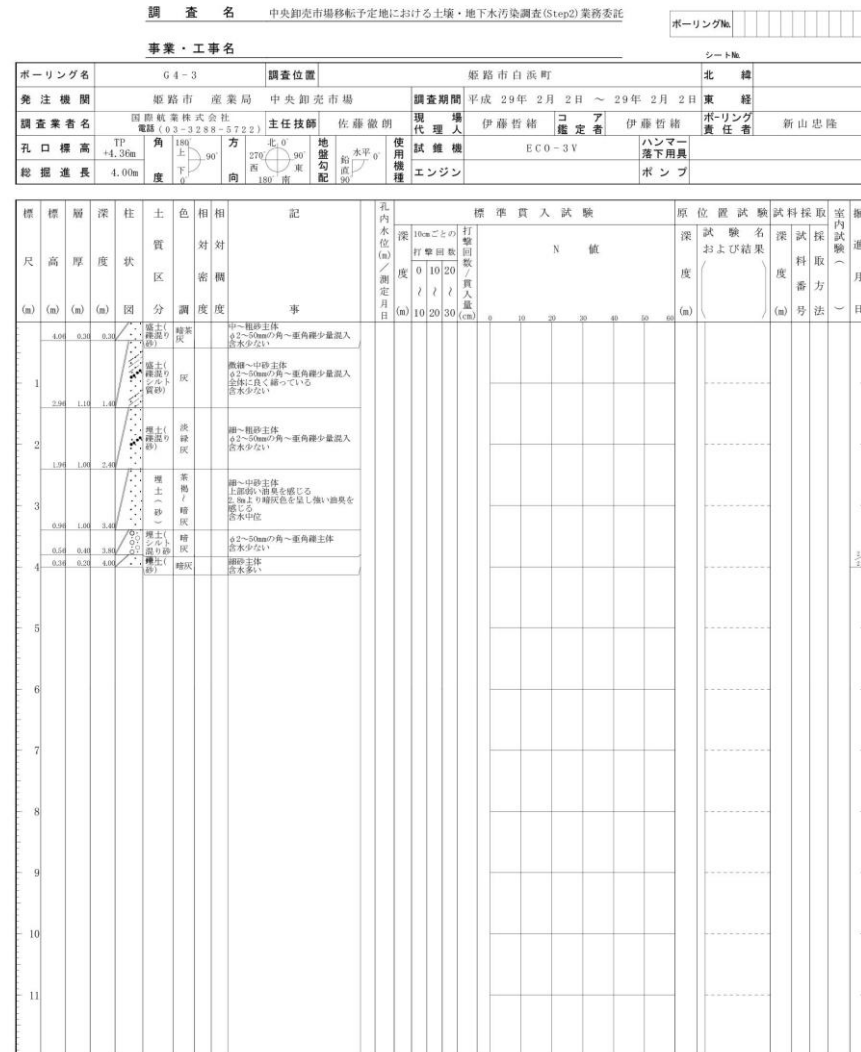 調査名 中央卸売市場移転予定地における土壌・地下水汚染調査(Step2)業務委託
ボーリングNo.
事業・工事名
シートNo.
ボーリング名 G4-3 調査位置 姫路市白浜町 北緯
発注機関 姫路市 産業局 中央卸売市場 調査期間 平成 29年 2月 2日 ～ 29年 2月 2日 東経
調査業者名 国際航業株式会社 電話(03-3288-5722) 主任技師 佐藤徹朗 現場代理人 伊藤哲緒 コア鑑定者 伊藤哲緒 ボーリング責任者 新山忠隆
孔口標高 TP +4.36m 角度 180° 上 下 0° 90° 方向 北 0° 270° 西 90° 東 180° 南 地盤勾配 水平 0° 鉛直 90° 使用機種 試錐機 ECO-3V ハンマー落下用具
総掘進長 4.00m エンジン ポンプ
標尺(m) 標高(m) 層厚(m) 深度(m) 柱状図 土質区分 色調 相対密度 相対稠度 記事 孔内水位(m)/測定月日 標準貫入試験 深度(m) 10cmごとの打撃回数 0～10 10～20 20～30 打撃回数/貫入量(cm) N値 原位置試験 深度(m) 試験名および結果 試料採取 深度(m) 試料番号 採取方法 室内試験( ) 掘進月日
0 10 20 30 40 50 60
4.06 0.30 0.30 盛土(礫混り砂) 暗茶灰 中～粗砂主体
φ2～50mmの角～亜角礫少量混入
含水少ない
1
2.96 1.10 1.40 盛土(礫混りシルト質砂) 灰 微細～中砂主体
φ2～50mmの角～亜角礫少量混入
全体に良く締っている
含水少ない
2
1.96 1.00 2.40 埋土(礫混り砂) 淡緑灰 細～粗砂主体
φ2～50mmの角～亜角礫少量混入
含水少ない
3
0.96 1.00 3.40 埋土(砂) 茶褐～暗灰 細～中砂主体
上部弱い油臭を感じる
2.8mより暗灰色を呈し強い油臭を
感じる
含水中位
0.56 0.40 3.80 埋土(シルト混り砂 暗灰 φ2～50mmの角～亜角礫主体
含水少ない
4 0.36 0.20 4.00 砂) 暗灰 細砂主体
含水多い
5
6
7
8
9
10
11